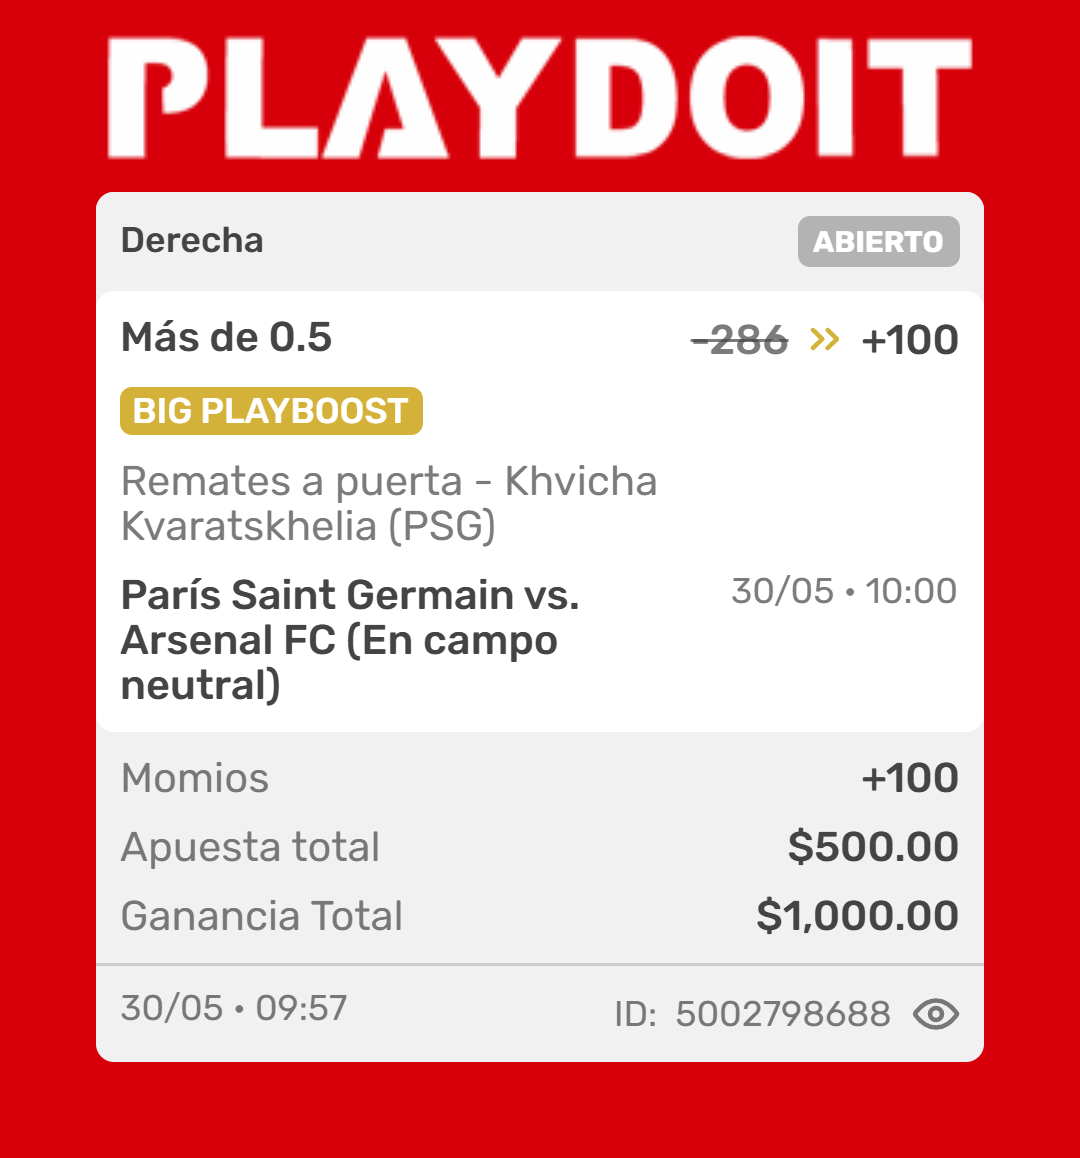 PLAYDOIT
Derecha
ABIERTO
Más de 0.5
-286 » +100
BIG PLAYBOOST
Remates a puerta - Khvicha
Kvaratskhelia (PSG)
París Saint Germain vs.
30/05 • 10:00
Arsenal FC (En campo
neutral)
Momios +100
Apuesta total $500.00
Ganancia Total $1,000.00
30/05 • 09:57
ID: 5002798688